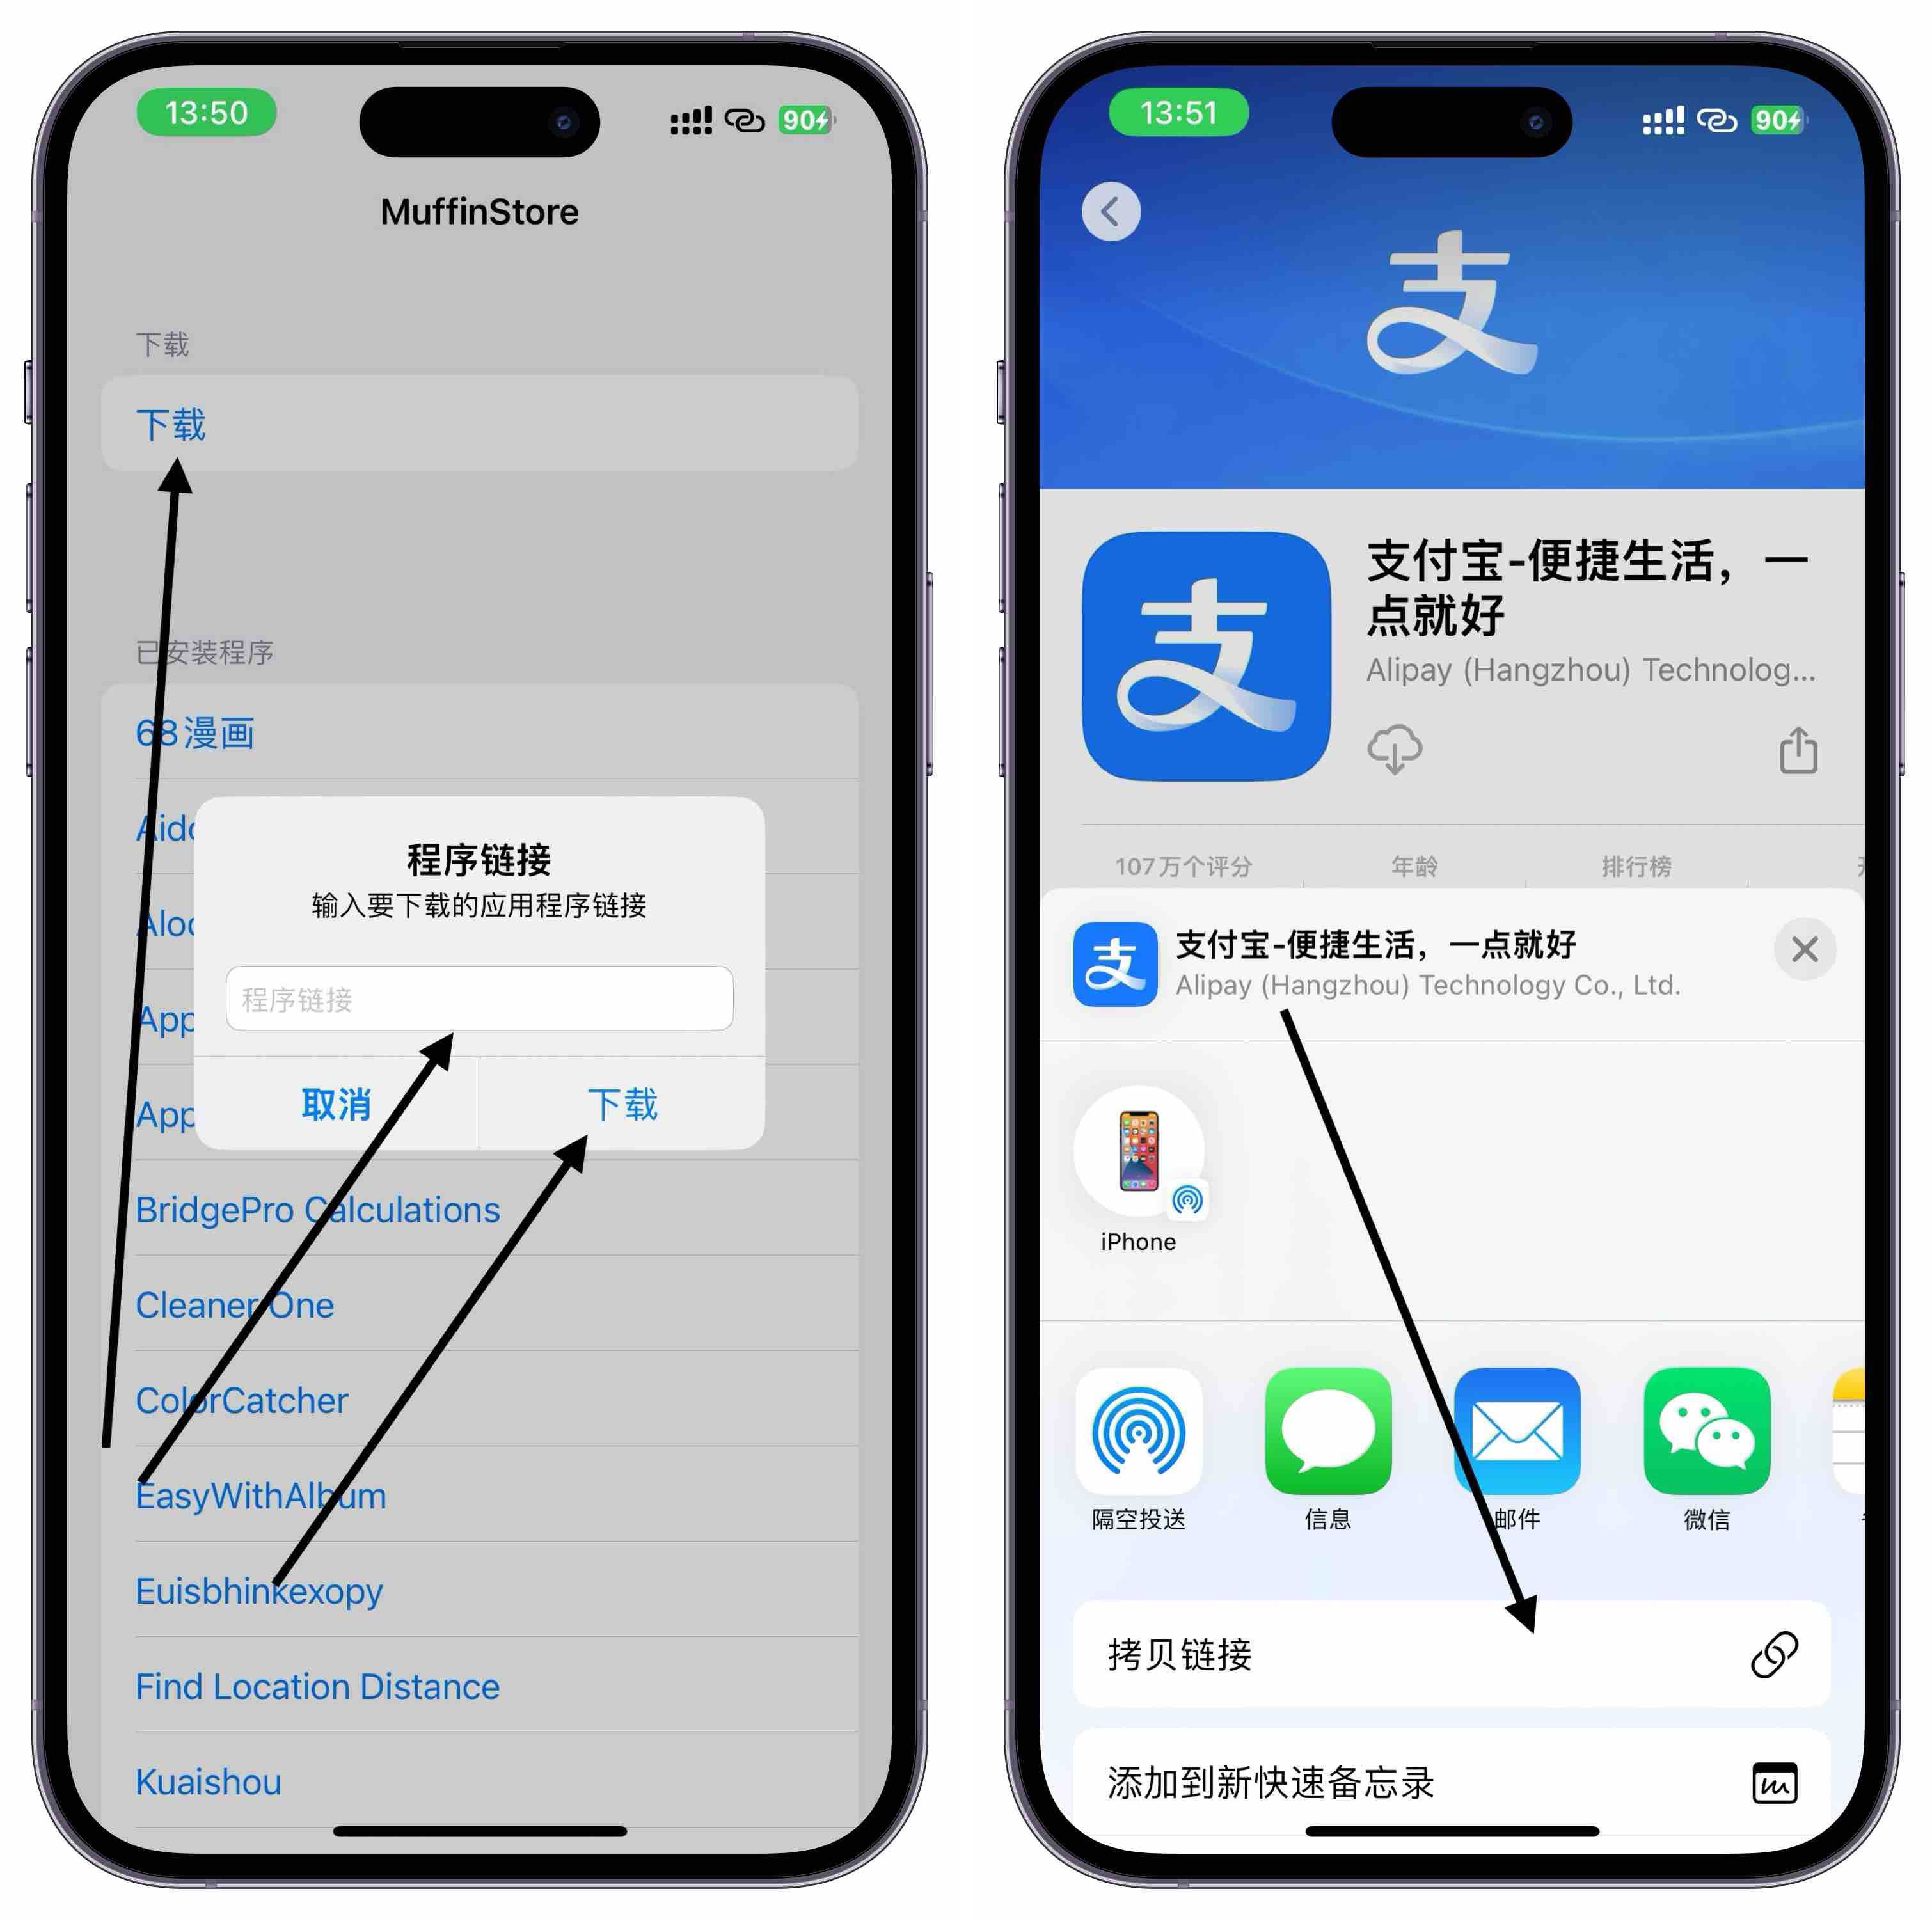 13:50
90
MuffinStore
下载
下载
已安装程序
68漫画
程序链接
输入要下载的应用程序链接
程序链接
取消
下载
App
App
BridgePro Calculations
Cleaner One
ColorCatcher
EasyWithAlbum
Euisbhinkexopy
Find Location Distance
Kuaishou
13:51
90
支
支付宝-便捷生活，一
点就好
支
Alipay (Hangzhou) Technolog...
107万个评分
年龄
排行榜
支
支付宝-便捷生活，一点就好
Alipay (Hangzhou) Technology Co., Ltd.
iPhone
隔空投送
信息
邮件
微信
拷贝链接
添加到新快速备忘录